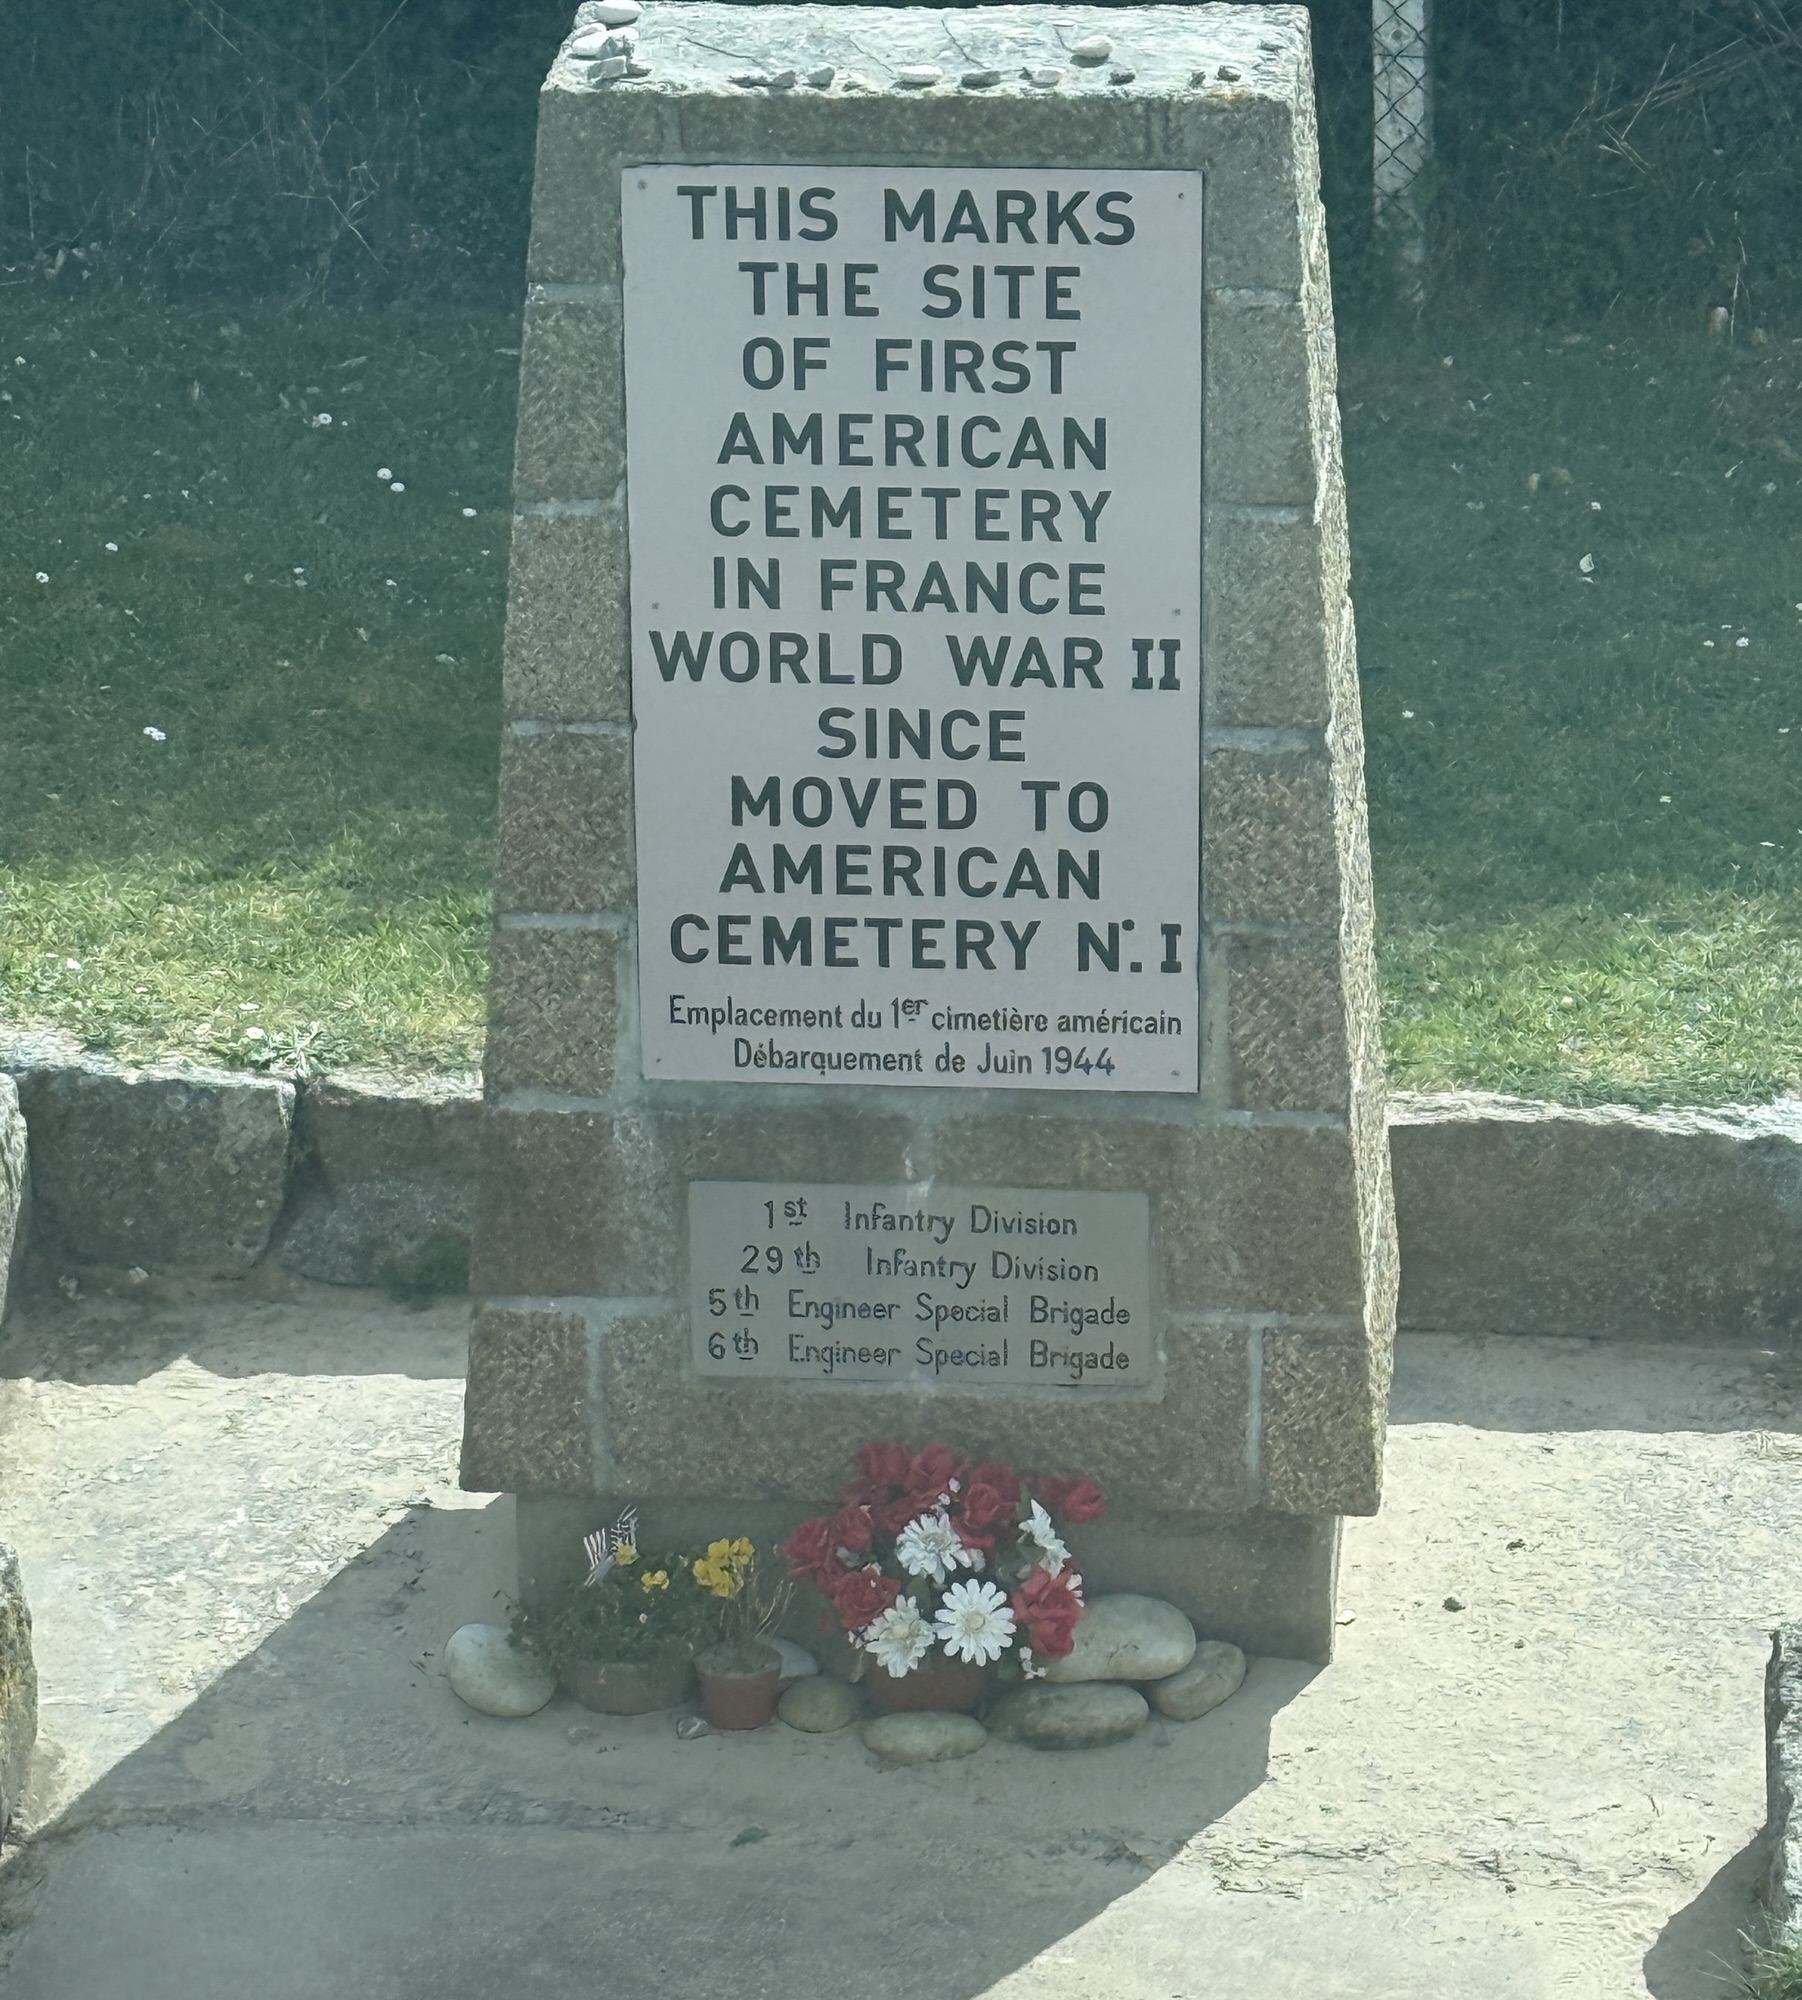 THIS MARKS
THE SITE
OF FIRST
AMERICAN
CEMETERY
IN FRANCE
WORLD WAR II
SINCE
MOVED TO
AMERICAN
CEMETERY N°. I
Emplacement du 1er cimetière américain
Débarquement de Juin 1944
1st Infantry Division
29th Infantry Division
5th Engineer Special Brigade
6th Engineer Special Brigade